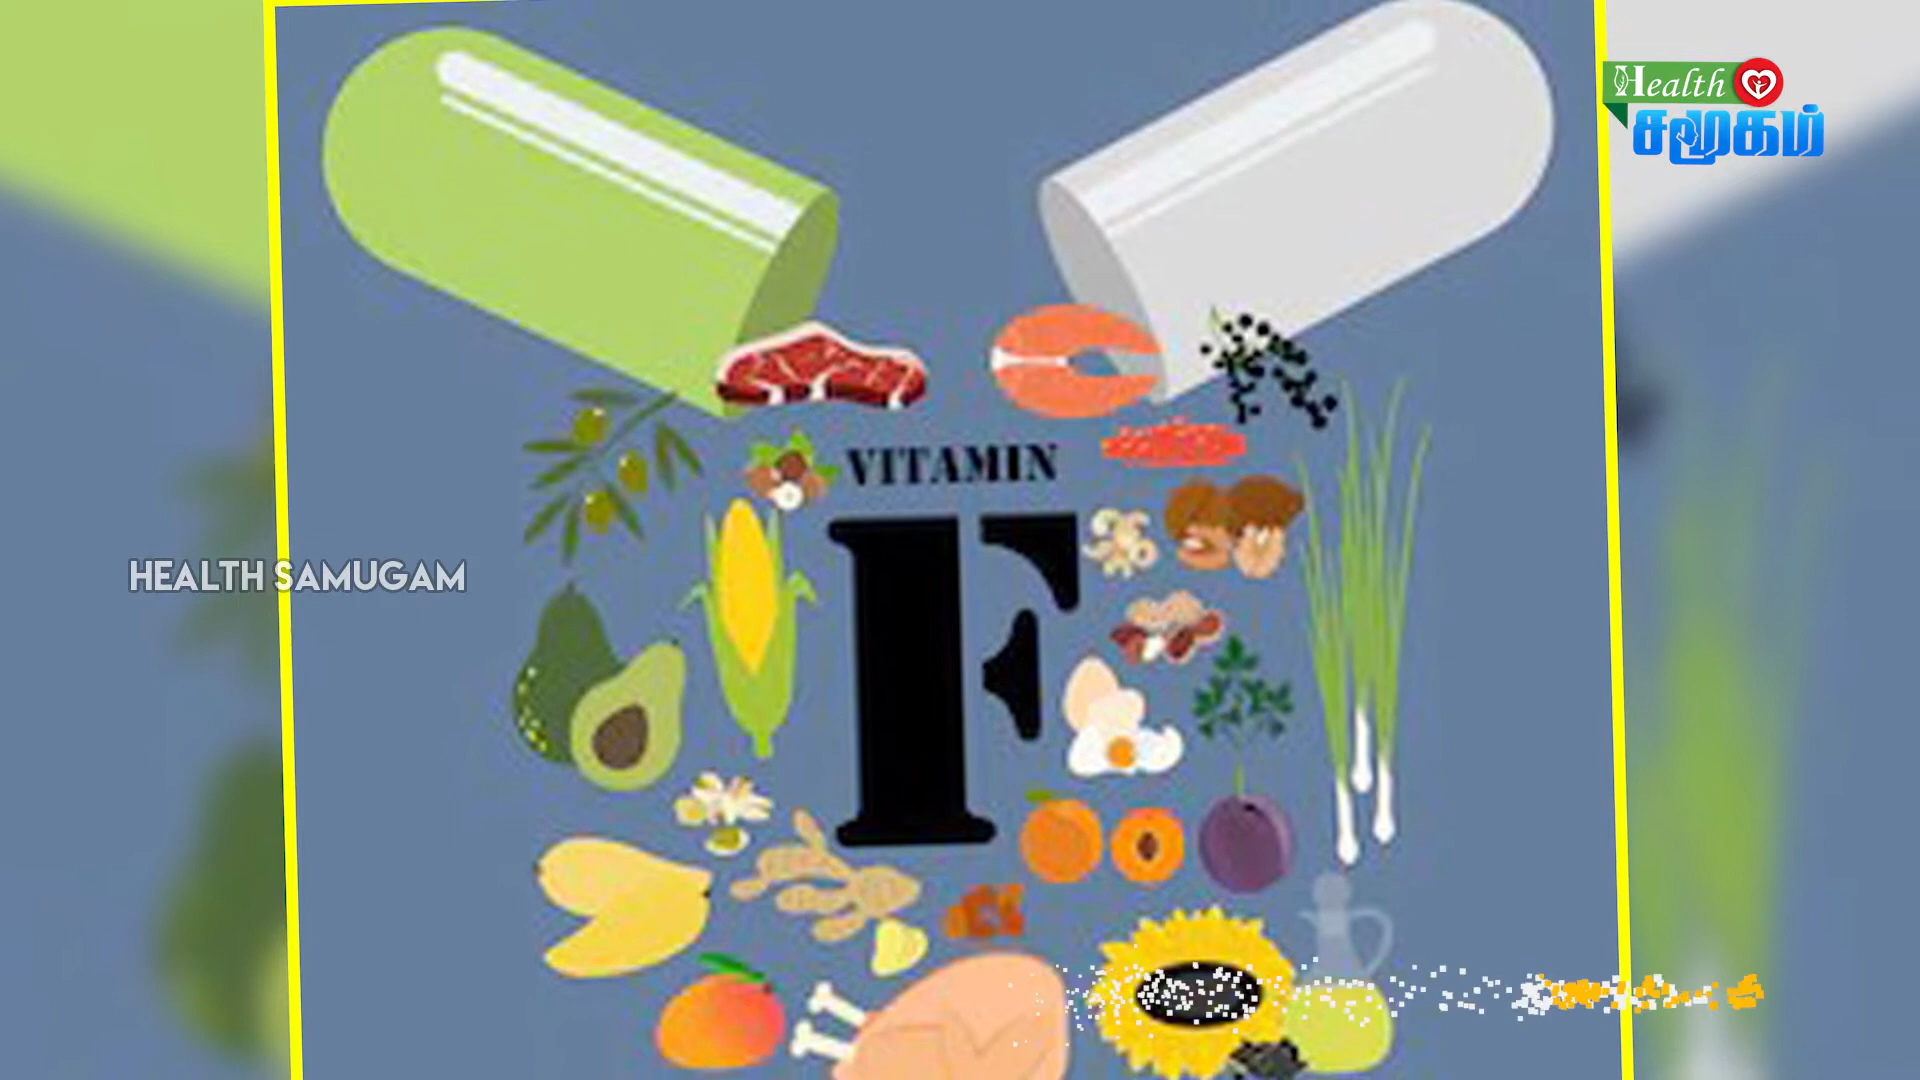 Health
சமூகம்
VITAMIN
F
HEALTH SAMUGAM